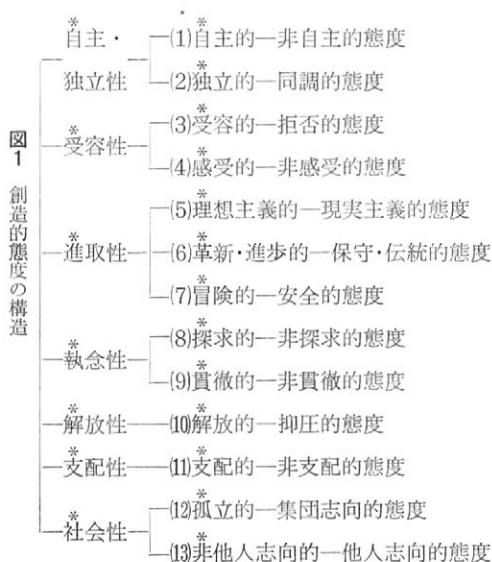 図1 創造的態度の構造
自主・独立性
(1)自主的―非自主的態度
(2)独立的―同調的態度
受容性
(3)受容的―拒否的態度
(4)感受的―非感受的態度
進取性
(5)理想主義的―現実主義的態度
(6)革新・進歩的―保守・伝統的態度
(7)冒険的―安全的態度
執念性
(8)探求的―非探求的態度
(9)貫徹的―非貫徹的態度
解放性
(10)解放的―抑圧的態度
支配性
(11)支配的―非支配的態度
社会性
(12)孤立的―集団志向的態度
(13)非他人志向的―他人志向的態度